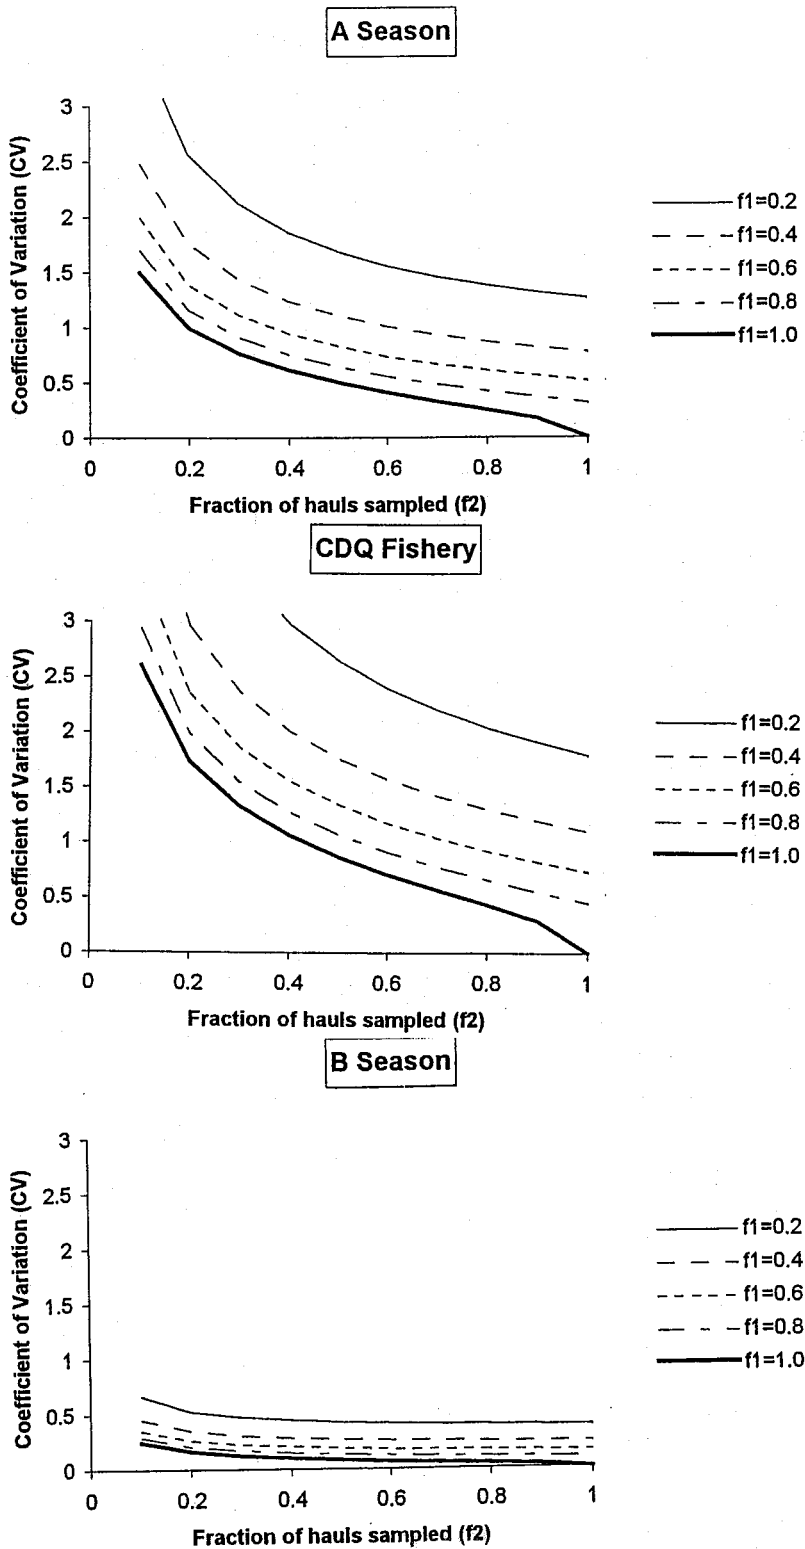 A Season
3
2.5
2
1.5
1
0.5
0
Coefficient of Variation (CV)
0 0.2 0.4 0.6 0.8 1
Fraction of hauls sampled (f2)
f1=0.2
f1=0.4
f1=0.6
f1=0.8
f1=1.0
CDQ Fishery
3
2.5
2
1.5
1
0.5
0
Coefficient of Variation (CV)
0 0.2 0.4 0.6 0.8 1
Fraction of hauls sampled (f2)
f1=0.2
f1=0.4
f1=0.6
f1=0.8
f1=1.0
B Season
3
2.5
2
1.5
1
0.5
0
Coefficient of Variation (CV)
0 0.2 0.4 0.6 0.8 1
Fraction of hauls sampled (f2)
f1=0.2
f1=0.4
f1=0.6
f1=0.8
f1=1.0